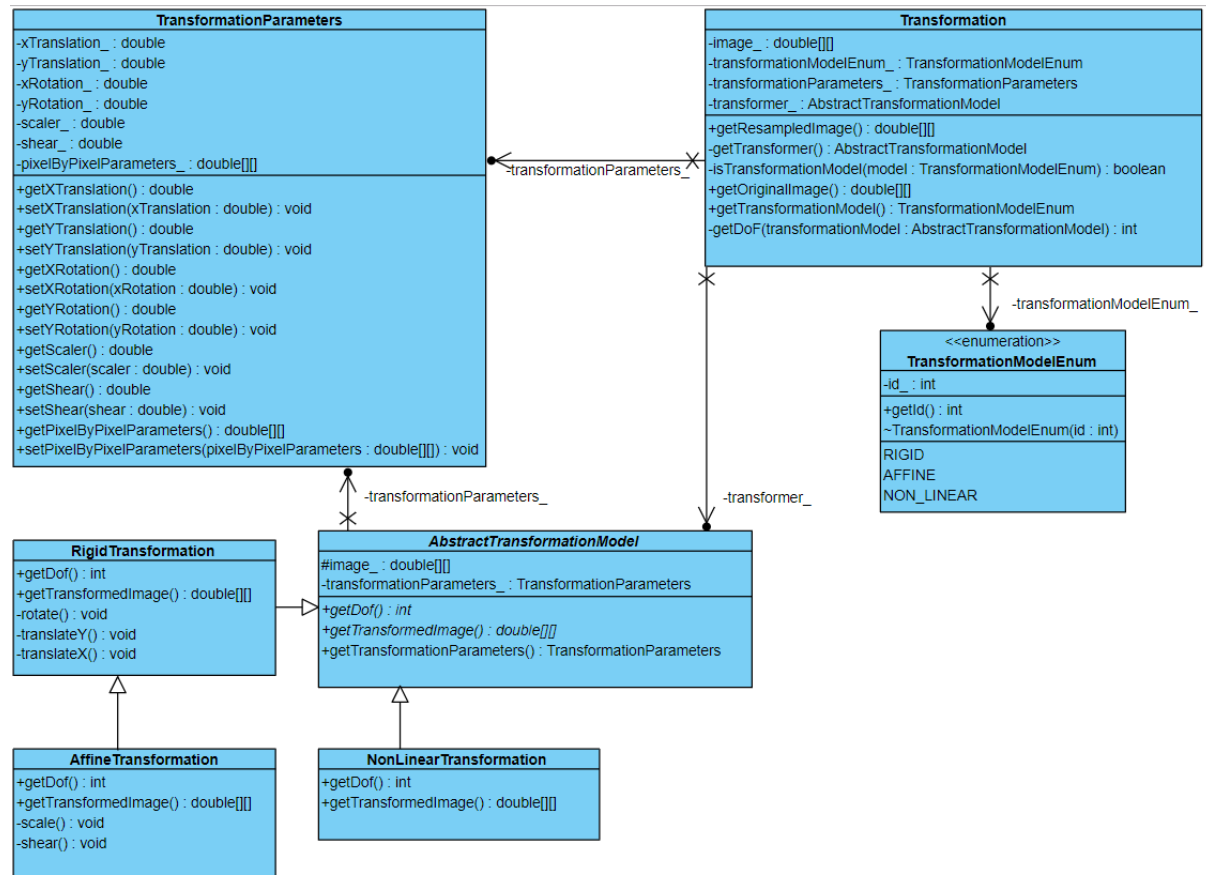 TransformationParameters
-xTranslation_ : double
-yTranslation_ : double
-xRotation_ : double
-yRotation_ : double
-scaler_ : double
-shear_ : double
-pixelByPixelParameters_ : double[][]
+getXTranslation() : double
+setXTranslation(xTranslation : double) : void
+getYTranslation() : double
+setYTranslation(yTranslation : double) : void
+getXRotation() : double
+setXRotation(xRotation : double) : void
+getYRotation() : double
+setYRotation(yRotation : double) : void
+getScaler() : double
+setScaler(scaler : double) : void
+getShear() : double
+setShear(shear : double) : void
+getPixelByPixelParameters() : double[][]
+setPixelByPixelParameters(pixelByPixelParameters : double[][]) : void
-transformationParameters_
Transformation
-image_ : double[][]
-transformationModelEnum_ : TransformationModelEnum
-transformationParameters_ : TransformationParameters
-transformer_ : AbstractTransformationModel
+getResampledImage() : double[][]
-getTransformer() : AbstractTransformationModel
-isTransformationModel(model : TransformationModelEnum) : boolean
+getOriginalImage() : double[][]
+getTransformationModel() : TransformationModelEnum
-getDoF(transformationModel : AbstractTransformationModel) : int
-transformationModelEnum_
<<enumeration>>
TransformationModelEnum
-id_ : int
+getId() : int
~TransformationModelEnum(id : int)
RIGID
AFFINE
NON_LINEAR
-transformationParameters_
-transformer_
RigidTransformation
+getDof() : int
+getTransformedImage() : double[][]
-rotate() : void
-translateY() : void
-translateX() : void
AbstractTransformationModel
#image_ : double[][]
-transformationParameters_ : TransformationParameters
+getDof() : int
+getTransformedImage() : double[][]
+getTransformationParameters() : TransformationParameters
AffineTransformation
+getDof() : int
+getTransformedImage() : double[][]
-scale() : void
-shear() : void
NonLinearTransformation
+getDof() : int
+getTransformedImage() : double[][]